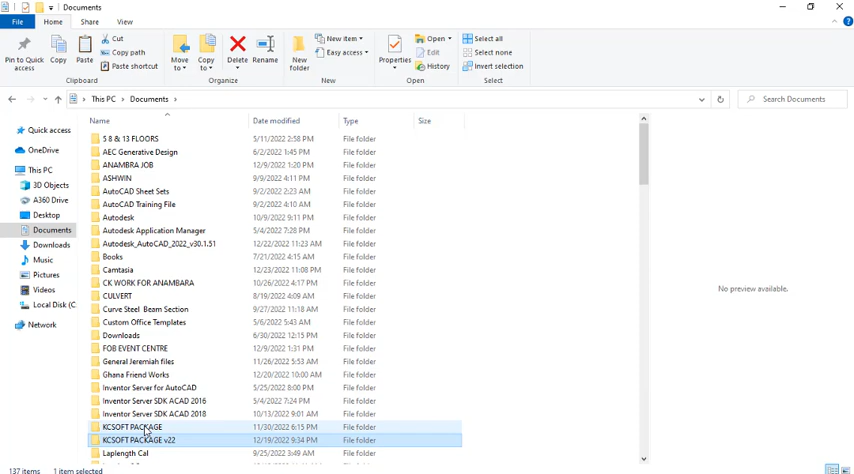 Documents
File Home Share View
Pin to Quick access
Copy
Paste
Cut
Copy path
Paste shortcut
Clipboard
Move to
Copy to
Delete
Rename
Organize
New folder
New item
Easy access
New
Properties
Open
Edit
History
Open
Select all
Select none
Invert selection
Select
This PC > Documents >
Search Documents
Name Date modified Type Size
Quick access
OneDrive
This PC
3D Objects
A360 Drive
Desktop
Documents
Downloads
Music
Pictures
Videos
Local Disk (C
Network
5 8 & 13 FLOORS 5/11/2022 2:58 PM File folder
AEC Generative Design 6/2/2022 1:45 PM File folder
ANAMBRA JOB 12/9/2022 1:20 PM File folder
ASHWIN 9/9/2022 4:11 PM File folder
AutoCAD Sheet Sets 9/2/2022 2:23 AM File folder
AutoCAD Training File 9/2/2022 4:10 AM File folder
Autodesk 10/9/2022 9:11 PM File folder
Autodesk Application Manager 5/4/2022 7:28 PM File folder
Autodesk_AutoCAD_2022_v30.1.51 12/22/2022 11:23 AM File folder
Books 7/21/2022 4:15 AM File folder
Camtasia 12/23/2022 11:08 PM File folder
CK WORK FOR ANAMBARA 10/26/2022 4:17 PM File folder
CULVERT 8/19/2022 4:09 AM File folder
Curve Steel Beam Section 9/27/2022 11:18 AM File folder
Custom Office Templates 5/6/2022 5:43 AM File folder
Downloads 6/30/2022 12:15 PM File folder
FOB EVENT CENTRE 12/9/2022 1:31 PM File folder
General Jeremiah files 11/26/2022 5:53 AM File folder
Ghana Friend Works 12/20/2022 10:00 AM File folder
Inventor Server for AutoCAD 5/25/2022 8:00 PM File folder
Inventor Server SDK ACAD 2016 5/4/2022 7:24 PM File folder
Inventor Server SDK ACAD 2018 10/13/2022 9:01 AM File folder
KCSOFT PACKAGE 11/30/2022 6:15 PM File folder
KCSOFT PACKAGE v22 12/19/2022 9:34 PM File folder
Laplength Cal 9/25/2022 3:49 AM File folder
No preview available.
137 items 1 item selected